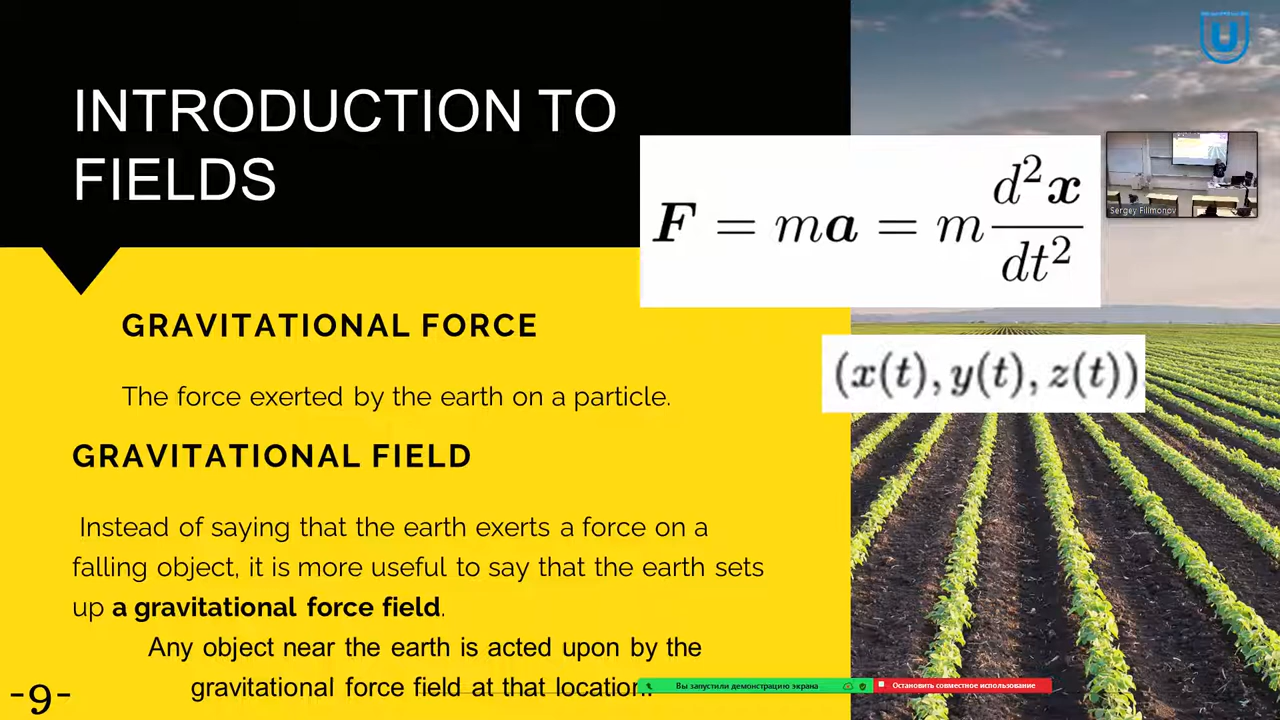 INTRODUCTION TO
FIELDS
U
F = ma = m d²x/dt²
Sergey Filimonov
(x(t), y(t), z(t))
GRAVITATIONAL FORCE
The force exerted by the earth on a particle.
GRAVITATIONAL FIELD
Instead of saying that the earth exerts a force on a
falling object, it is more useful to say that the earth sets
up a gravitational force field.
Any object near the earth is acted upon by the
gravitational force field at that location.
Вы запустили демонстрацию экрана
Остановить совместное использование
-9-